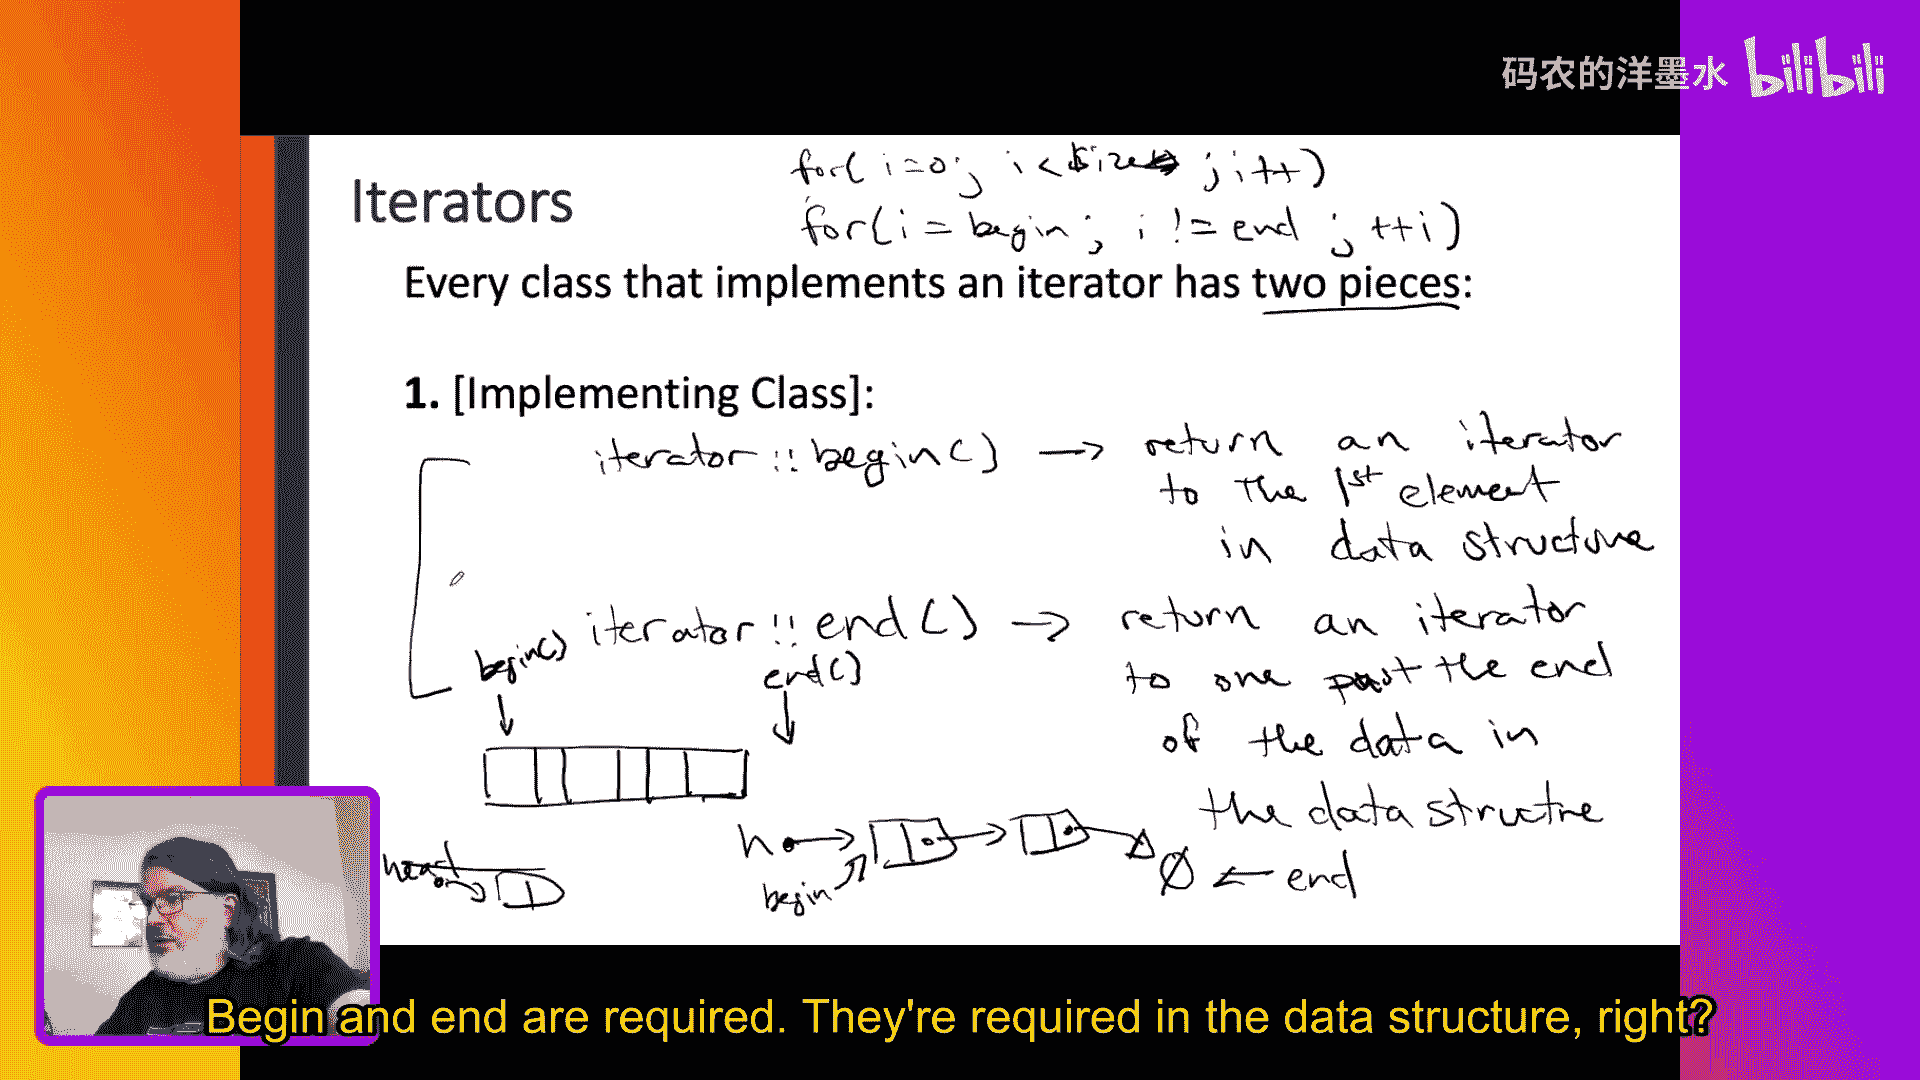 码农的洋墨水 bilibili
for( i=0; i < size ; i++)
Iterators
for(i = begin; i != end ; ++i)
Every class that implements an iterator has two pieces:
1. [Implementing Class]:
iterator :: begin() → return an iterator
to the 1st element
in data structure
iterator :: end() → return an iterator
begin() end() to one past the end
of the data in
the data structure
h
head
begin
∅ ← end
Begin and end are required. They're required in the data structure, right?